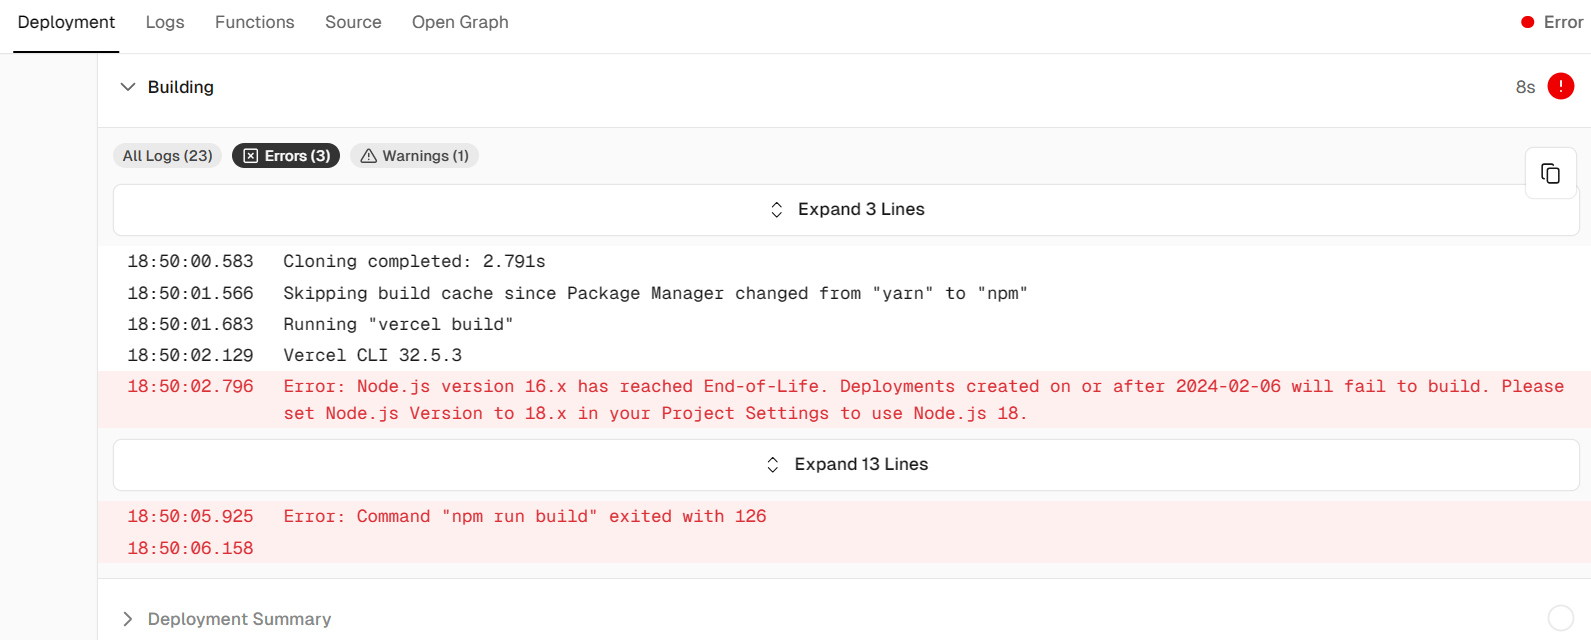 Deployment Logs Functions Source Open Graph Error
Building 8s
All Logs (23) Errors (3) Warnings (1)
Expand 3 Lines
18:50:00.583 Cloning completed: 2.791s
18:50:01.566 Skipping build cache since Package Manager changed from "yarn" to "npm"
18:50:01.683 Running "vercel build"
18:50:02.129 Vercel CLI 32.5.3
18:50:02.796 Error: Node.js version 16.x has reached End-of-Life. Deployments created on or after 2024-02-06 will fail to build. Please
set Node.js Version to 18.x in your Project Settings to use Node.js 18.
Expand 13 Lines
18:50:05.925 Error: Command "npm run build" exited with 126
18:50:06.158
Deployment Summary